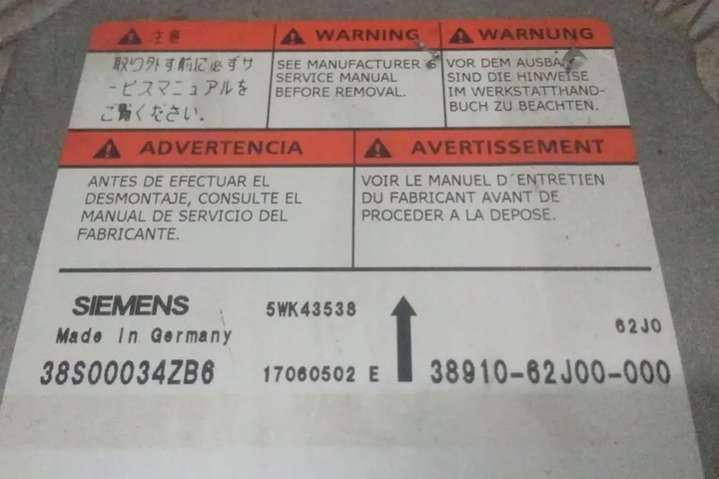 注意
取り外す前に必ずサ
ービスマニュアルを
ご覧ください.
WARNING
SEE MANUFACTURER'S
SERVICE MANUAL
BEFORE REMOVAL.
WARNUNG
VOR DEM AUSBAU
SIND DIE HINWEISE
IM WERKSTATTHAND-
BUCH ZU BEACHTEN.
ADVERTENCIA
ANTES DE EFECTUAR EL
DESMONTAJE, CONSULTE EL
MANUAL DE SERVICIO DEL
FABRICANTE.
AVERTISSEMENT
VOIR LE MANUEL D´ENTRETIEN
DU FABRICANT AVANT DE
PROCEDER A LA DEPOSE.
SIEMENS 5WK43538
62J0
Made in Germany
38S00034ZB6 17060502 E 38910-62J00-000